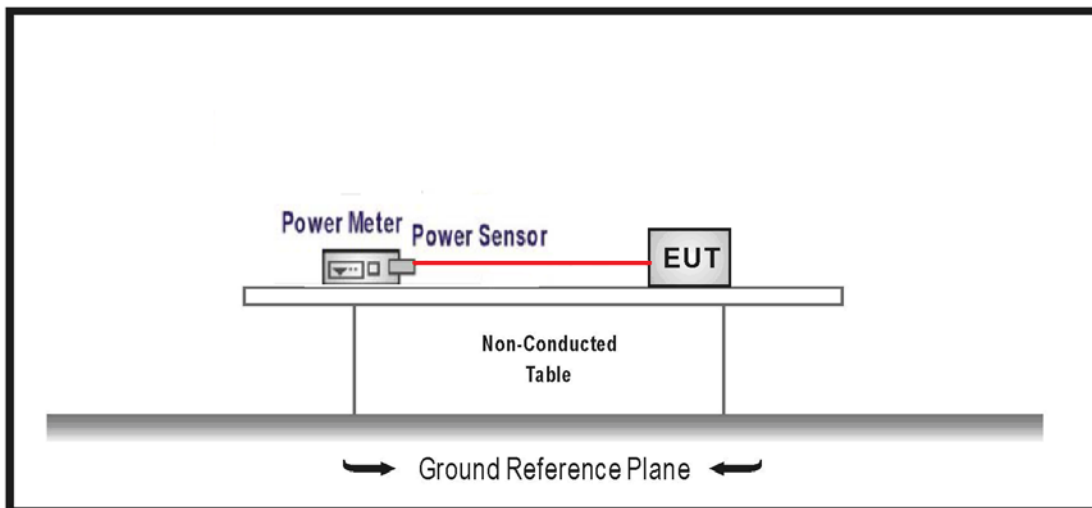 Power Meter
Power Sensor
EUT
Non-Conducted
Table
Ground Reference Plane